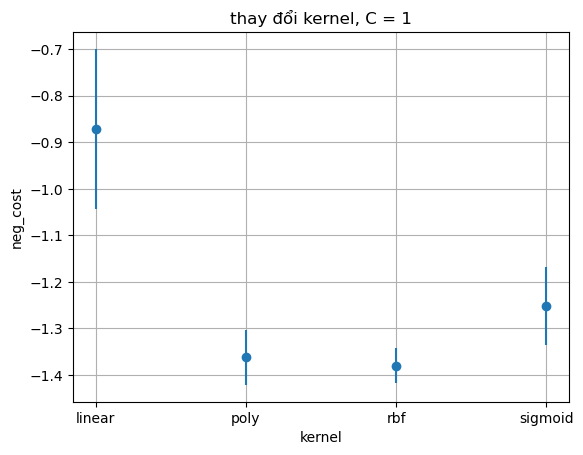 thay đổi kernel, C = 1
neg_cost
−0.7
−0.8
−0.9
−1.0
−1.1
−1.2
−1.3
−1.4
linear poly rbf sigmoid
kernel